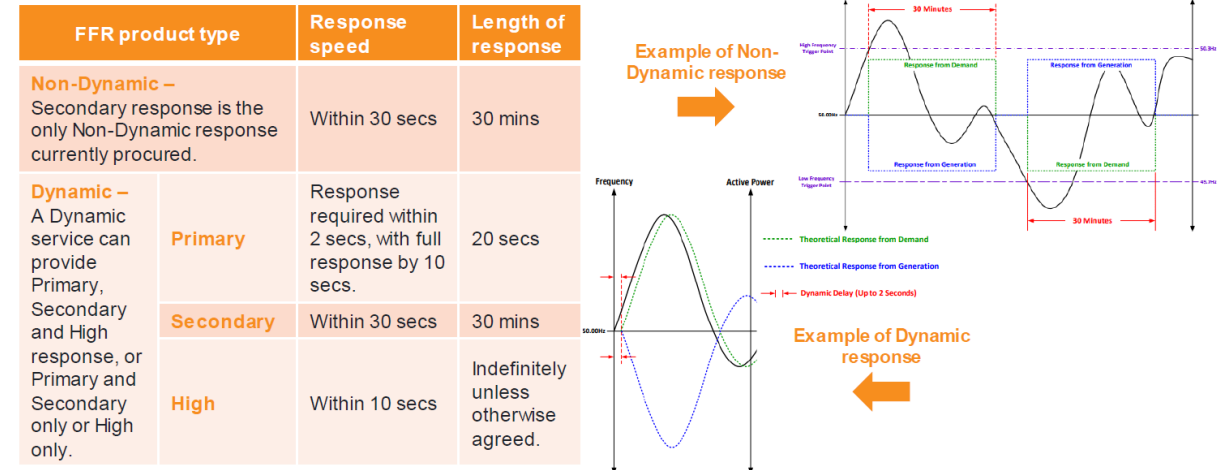 FFR product type
Response
speed
Length of
response
Non-Dynamic –
Secondary response is the
only Non-Dynamic response
currently procured.
Within 30 secs
30 mins
Dynamic –
A Dynamic
service can
provide
Primary,
Secondary
and High
response, or
Primary and
Secondary
only or High
only.
Primary
Response
required within
2 secs, with full
response by 10
secs.
20 secs
Secondary
Within 30 secs
30 mins
High
Within 10 secs
Indefinitely
unless
otherwise
agreed.
Example of Non-
Dynamic response
30 Minutes
High Frequency
Trigger Point
50.3Hz
Response from Demand
Response from Generation
50.00Hz
Response from Generation
Response from Demand
Low Frequency
Trigger Point
49.7Hz
30 Minutes
Frequency
Active Power
50.00Hz
Theoretical Response from Demand
Theoretical Response from Generation
Dynamic Delay (Up to 2 Seconds)
Example of Dynamic
response